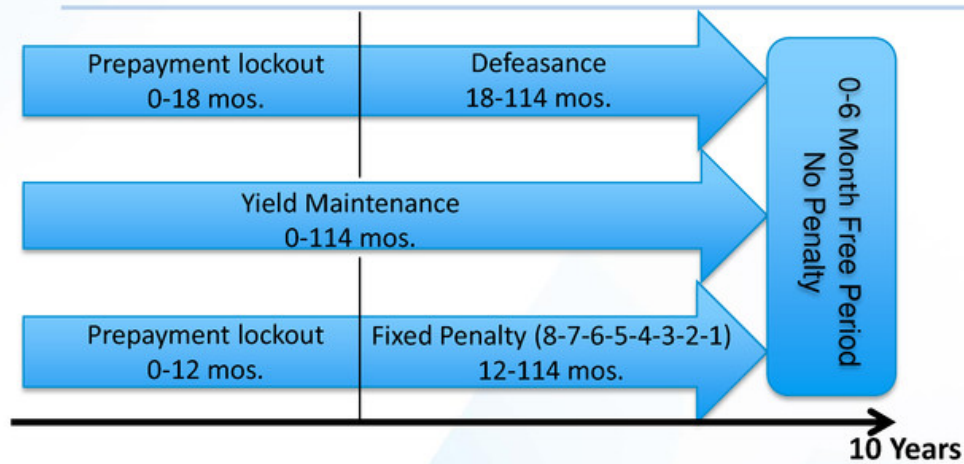 Prepayment lockout
0-18 mos.
Defeasance
18-114 mos.
Yield Maintenance
0-114 mos.
Prepayment lockout
0-12 mos.
Fixed Penalty (8-7-6-5-4-3-2-1)
12-114 mos.
0-6 Month Free Period
No Penalty
10 Years